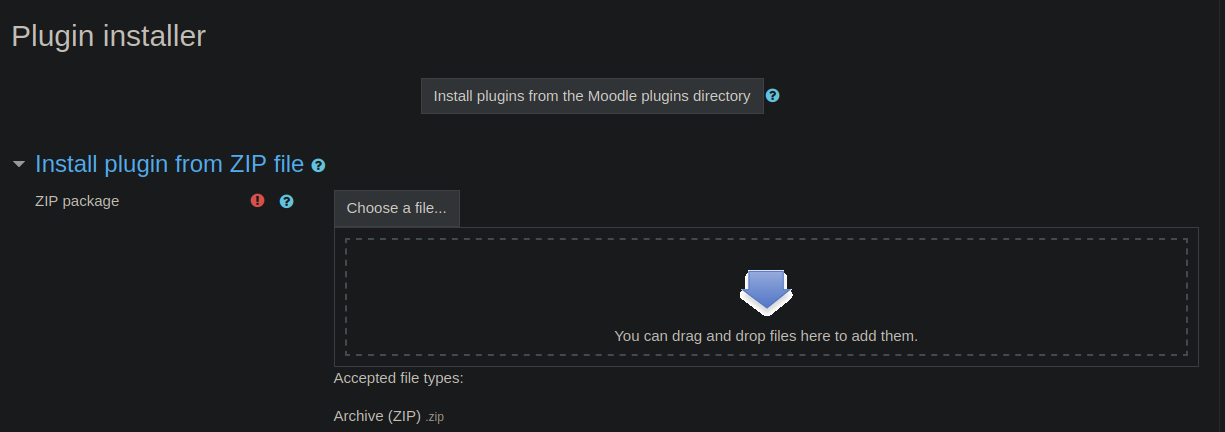 Plugin installer
Install plugins from the Moodle plugins directory
Install plugin from ZIP file
ZIP package
Choose a file...
You can drag and drop files here to add them.
Accepted file types:
Archive (ZIP) .zip